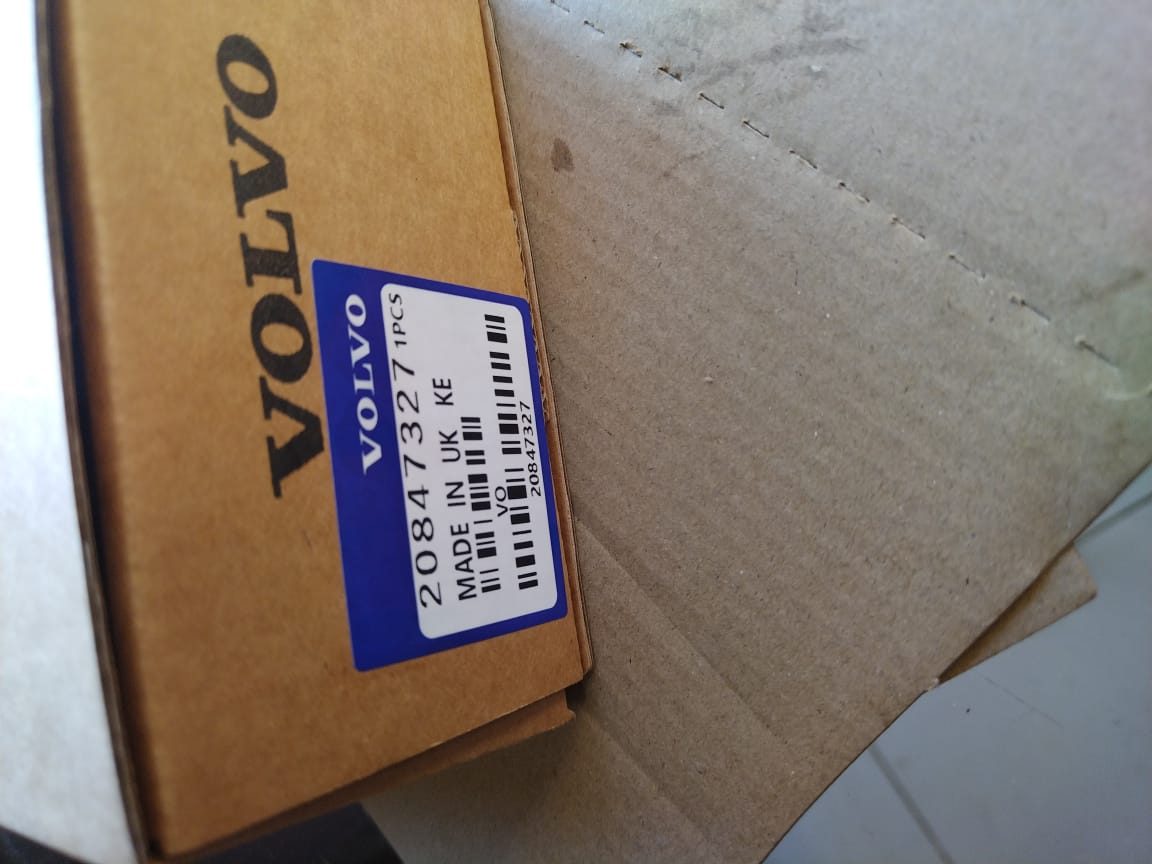 VOLVO
VOLVO
20847327 1PCS
MADE IN UK KE
VO
20847327